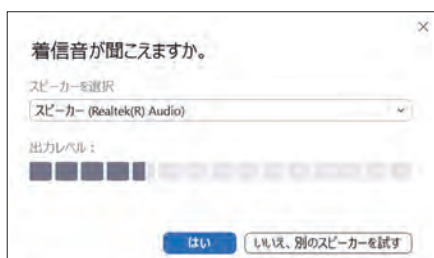 着信音が聞こえますか。
スピーカーを選択
スピーカー (Realtek(R) Audio)
出力レベル：
はい
いいえ、別のスピーカーを試す